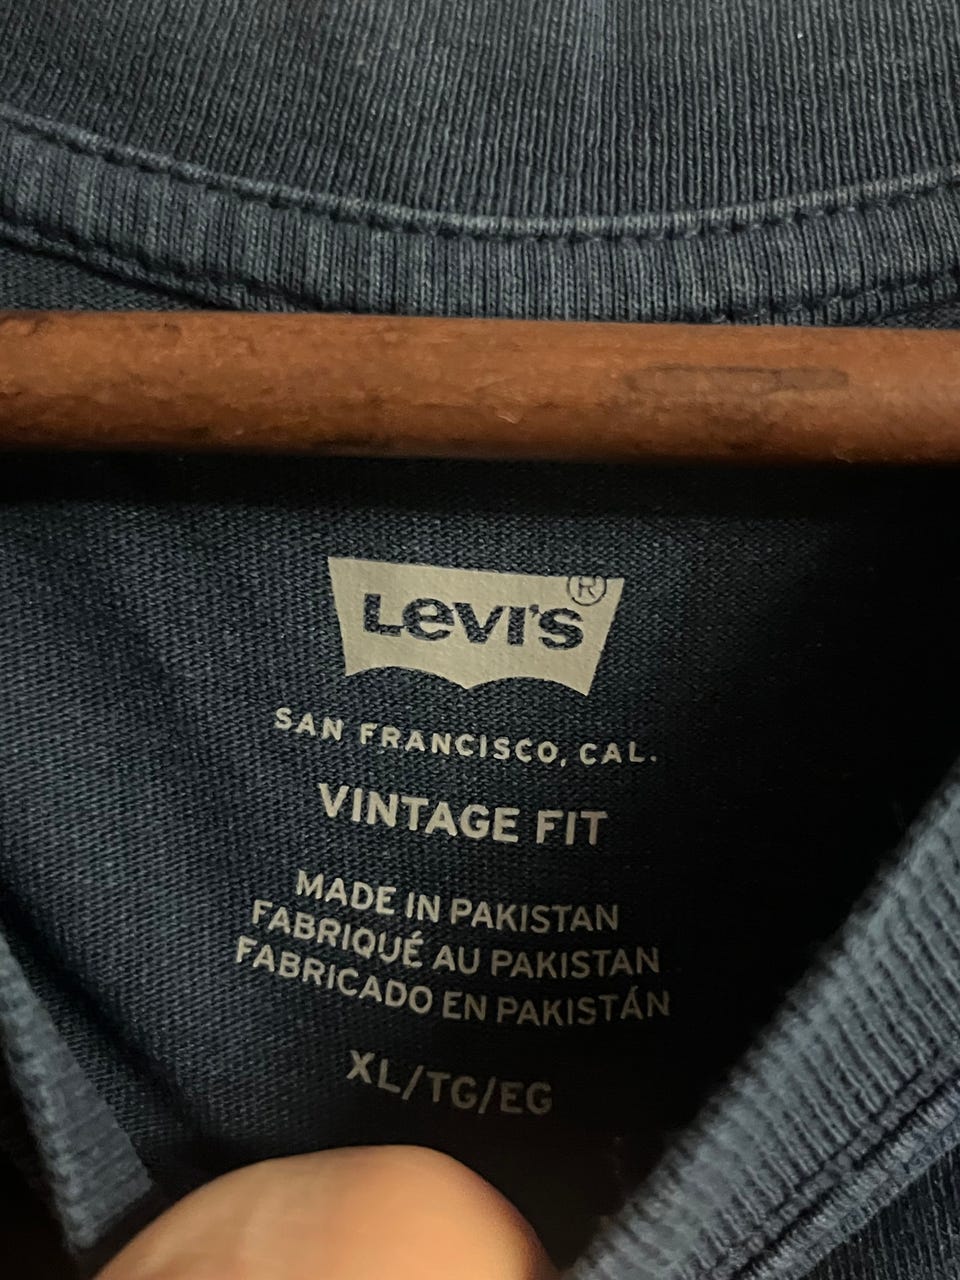 Levi's ®
SAN FRANCISCO, CAL.
VINTAGE FIT
MADE IN PAKISTAN
FABRIQUÉ AU PAKISTAN
FABRICADO EN PAKISTÁN
XL/TG/EG